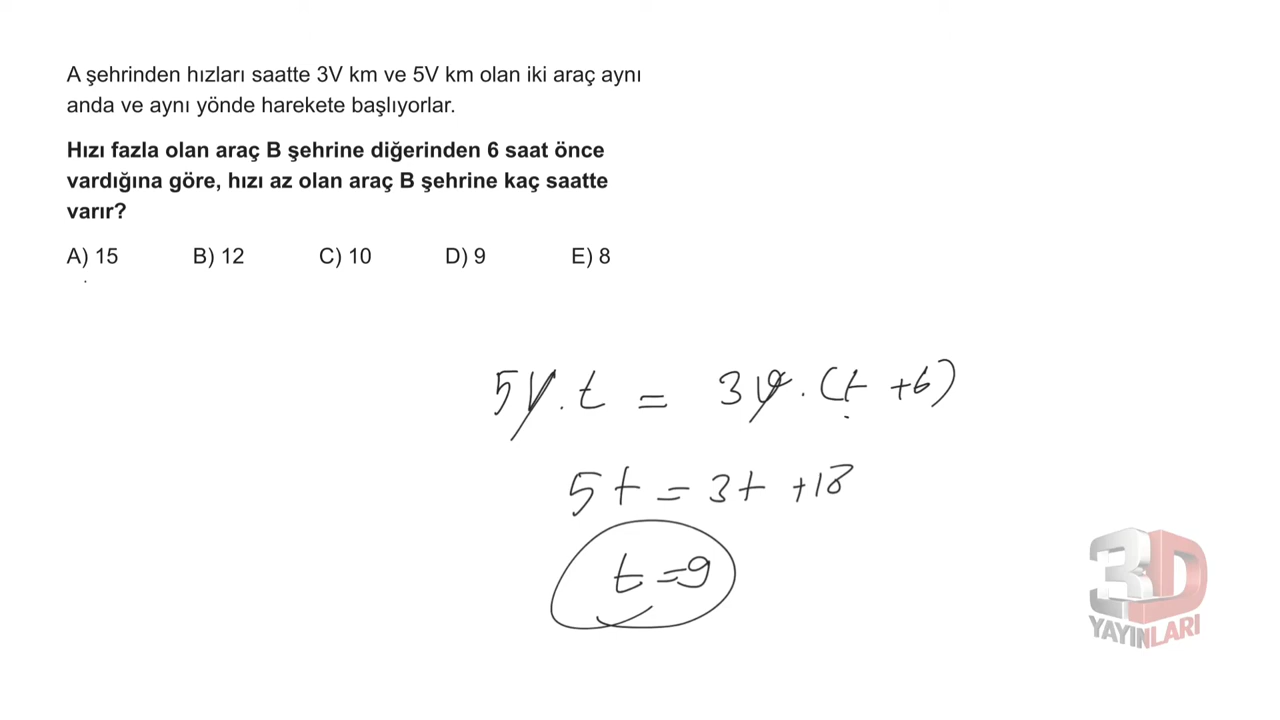 A şehrinden hızları saatte 3V km ve 5V km olan iki araç aynı
anda ve aynı yönde harekete başlıyorlar.
Hızı fazla olan araç B şehrine diğerinden 6 saat önce
vardığına göre, hızı az olan araç B şehrine kaç saatte
varır?
A) 15 B) 12 C) 10 D) 9 E) 8
5V . t = 3V . (t + 6)
5t = 3t + 18
t = 9
3D
YAYINLARI